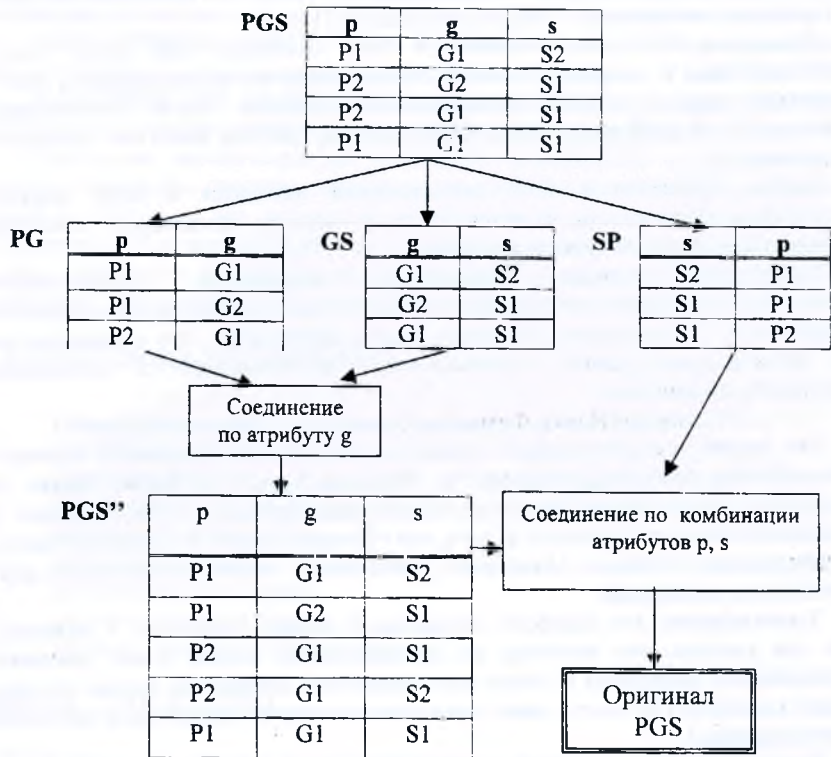 PGS
p g s
P1 G1 S2
P2 G2 S1
P2 G1 S1
P1 C1 S1
PG
p g
P1 G1
P1 G2
P2 G1
GS
g s
G1 S2
G2 S1
G1 S1
SP
s p
S2 P1
S1 P1
S1 P2
Соединение
по атрибуту g
PGS’’
p g s
P1 G1 S2
P1 G2 S1
P2 G1 S1
P2 G1 S2
P1 G1 S1
Соединение по комбинации
атрибутов p, s
Оригинал
PGS